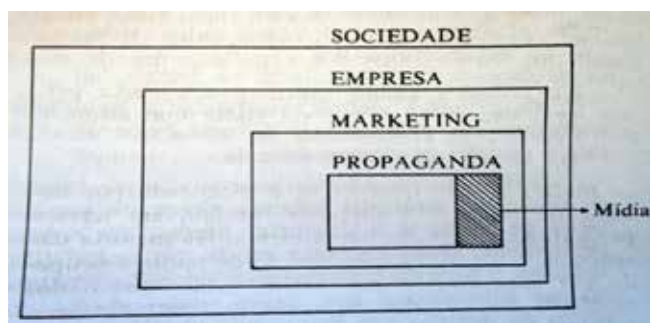 SOCIEDADE
EMPRESA
MARKETING
PROPAGANDA
Mídia